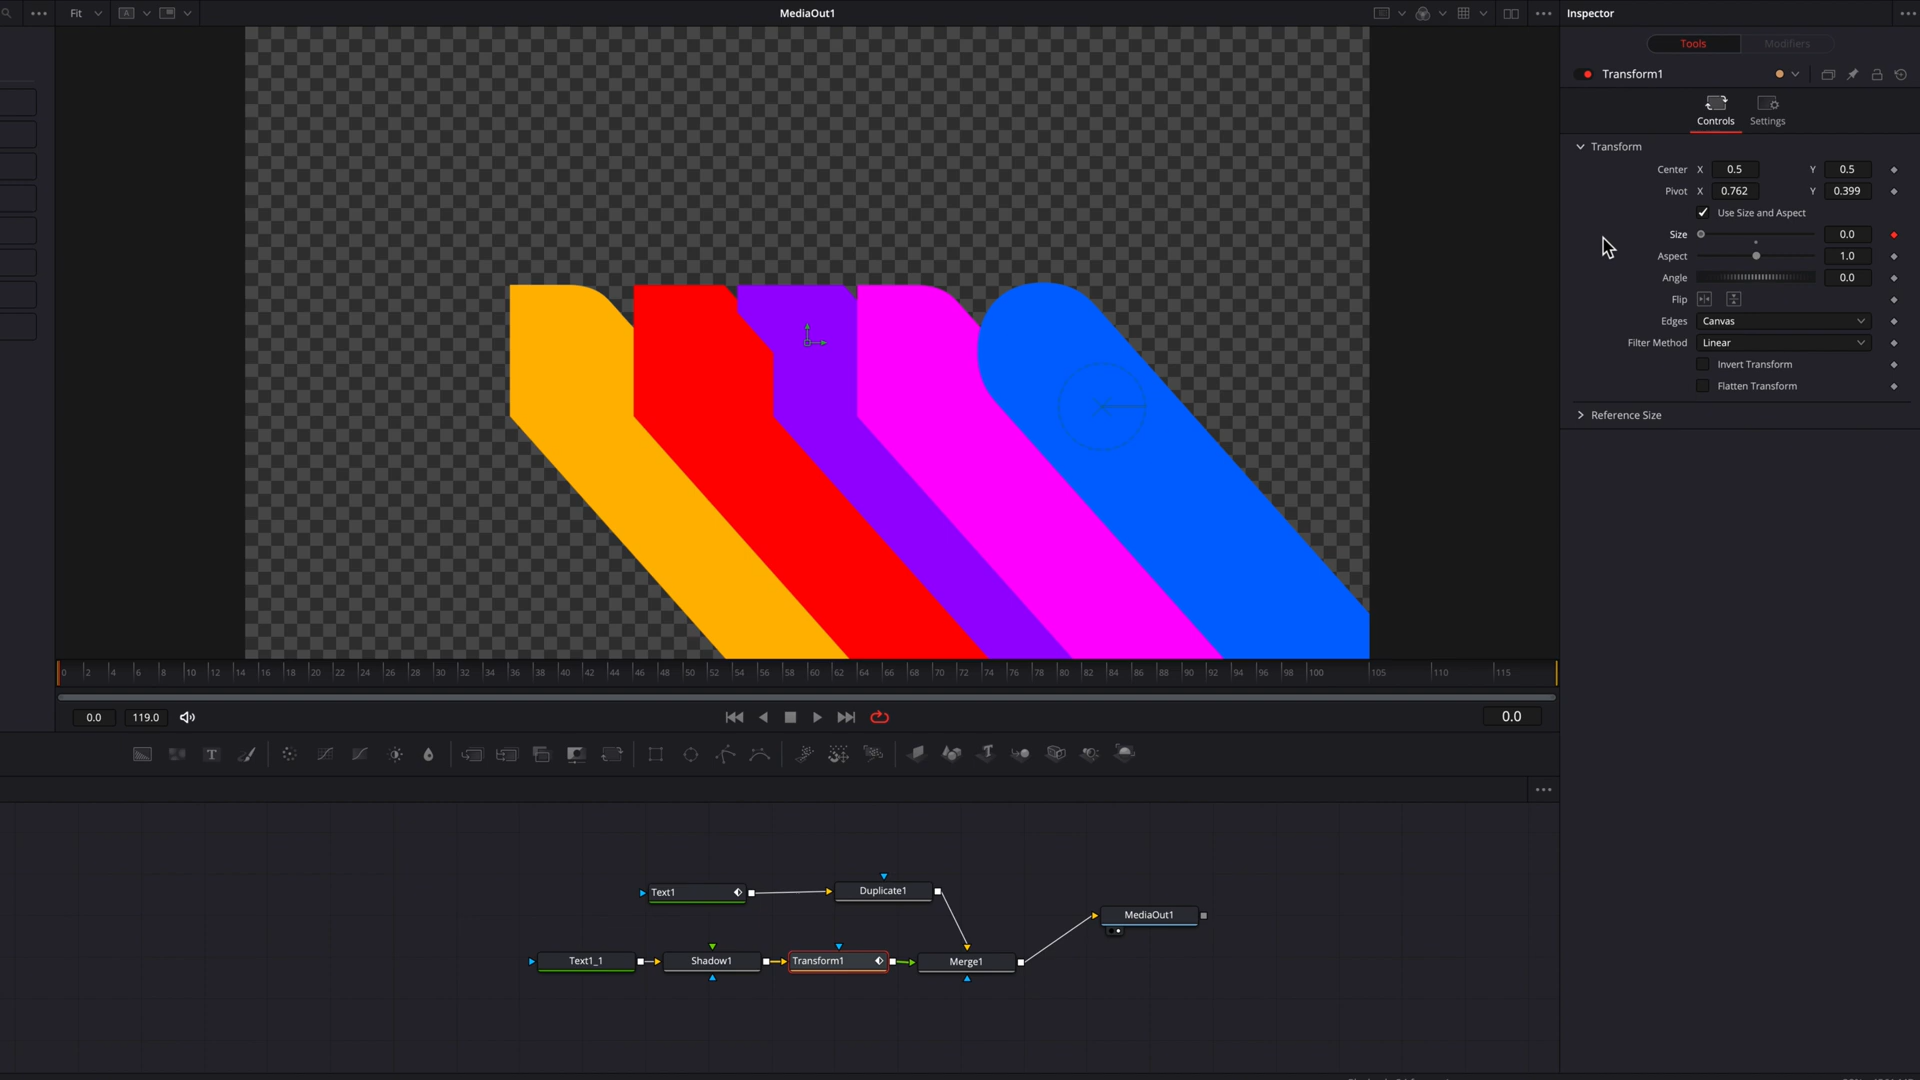 Fit
A
MediaOut1
Inspector
Tools
Modifiers
Transform1
Controls
Settings
Transform
Center X 0.5 Y 0.5
Pivot X 0.762 Y 0.399
Use Size and Aspect
Size 0.0
Aspect 1.0
Angle 0.0
Flip
Edges Canvas
Filter Method Linear
Invert Transform
Flatten Transform
Reference Size
0 2 4 6 8 10 12 14 16 18 20 22 24 26 28 30 32 34 36 38 40 42 44 46 48 50 52 54 56 58 60 62 64 66 68 70 72 74 76 78 80 82 84 86 88 90 92 94 96 98 100 105 110 115
0.0 119.0 0.0
T
T
Text1
Duplicate1
MediaOut1
Text1_1
Shadow1
Transform1
Merge1